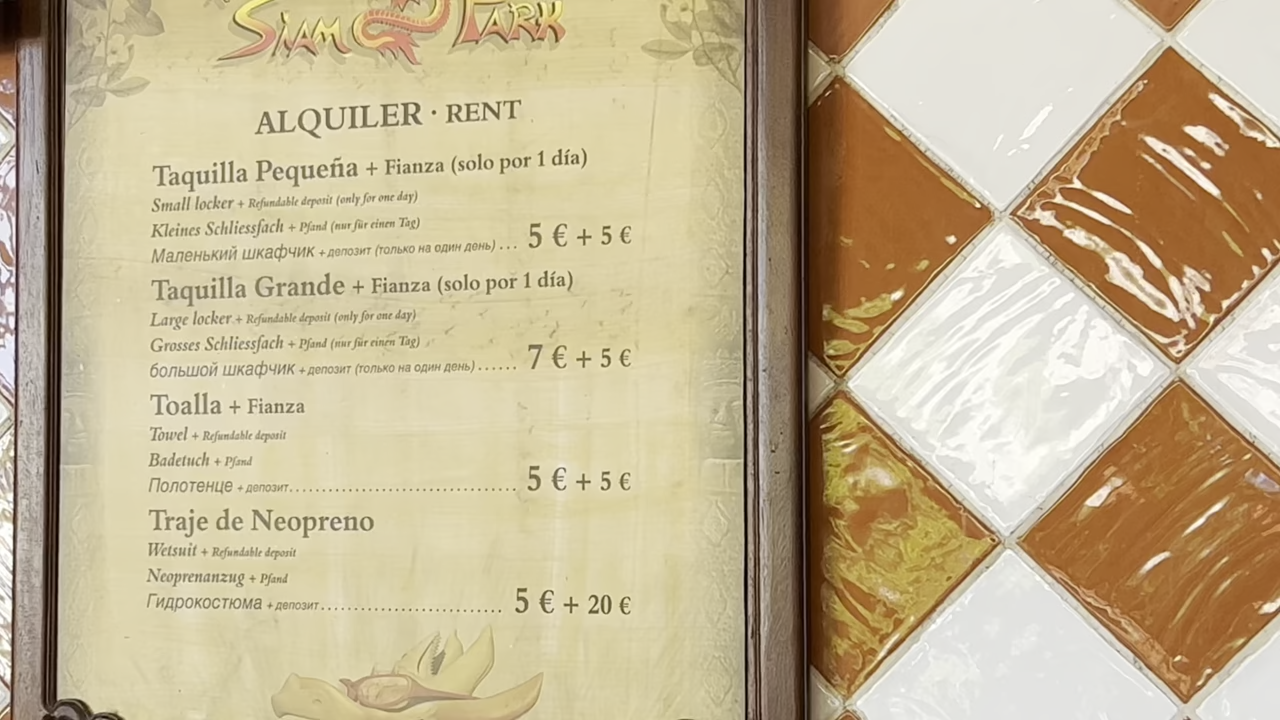 SIAM PARK
ALQUILER · RENT
Taquilla Pequeña + Fianza (solo por 1 día)
Small locker + Refundable deposit (only for one day)
Kleines Schliessfach + Pfand (nur für einen Tag)
Маленький шкафчик + депозит (только на один день) ... 5 € + 5 €
Taquilla Grande + Fianza (solo por 1 día)
Large locker + Refundable deposit (only for one day)
Grosses Schliessfach + Pfand (nur für einen Tag)
большой шкафчик + депозит (только на один день) ...... 7 € + 5 €
Toalla + Fianza
Towel + Refundable deposit
Badetuch + Pfand
Полотенце + депозит.................................. 5 € + 5 €
Traje de Neopreno
Wetsuit + Refundable deposit
Neoprenanzug + Pfand
Гидрокостюма + депозит........................... 5 € + 20 €